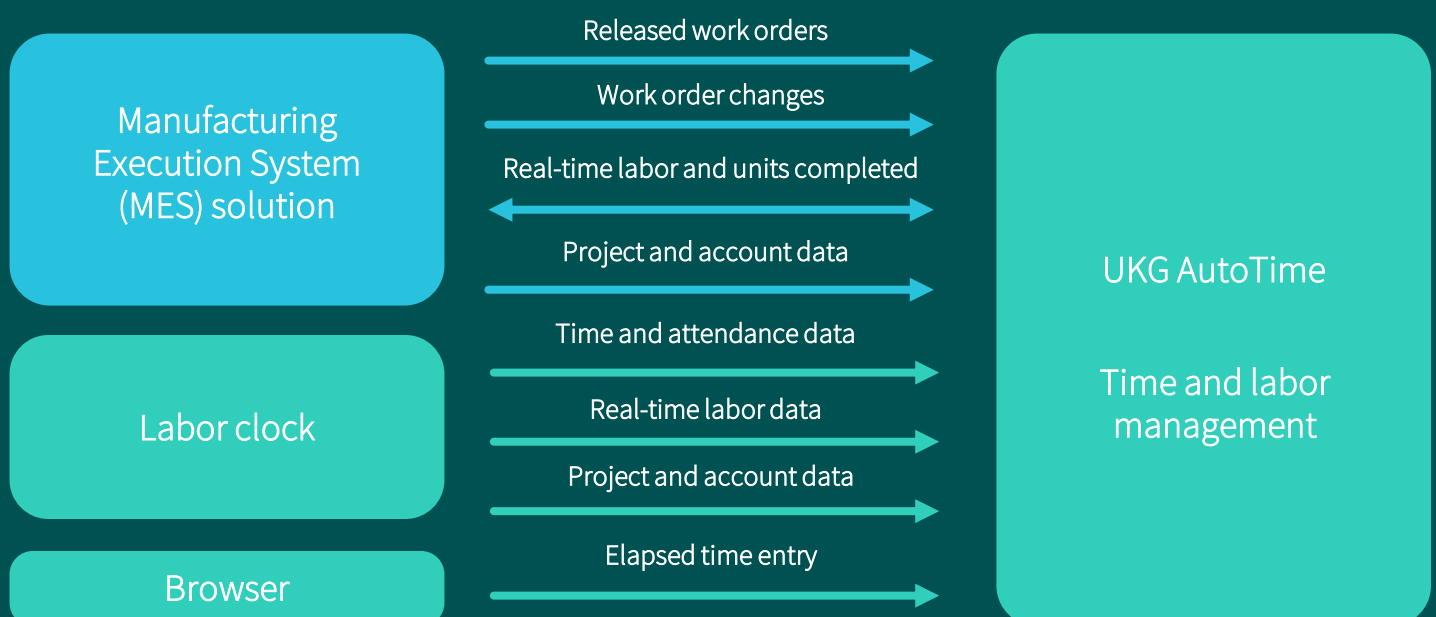 Manufacturing
Execution System
(MES) solution
Released work orders
Work order changes
Real-time labor and units completed
Project and account data
Labor clock
Time and attendance data
Real-time labor data
Project and account data
Browser
Elapsed time entry
UKG AutoTime
Time and labor
management